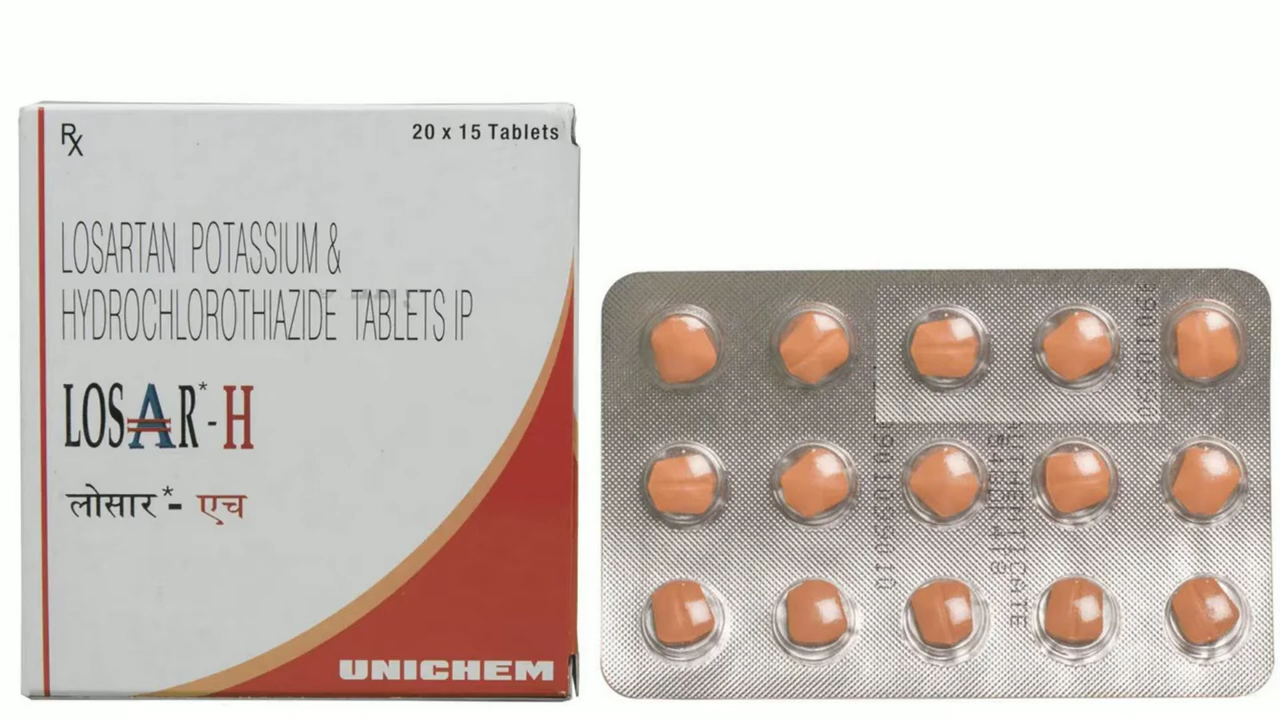 Rx
20 x 15 Tablets
LOSARTAN POTASSIUM &
HYDROCHLOROTHIAZIDE TABLETS IP
LOSAR*-H
लोसार*- एच
UNICHEM